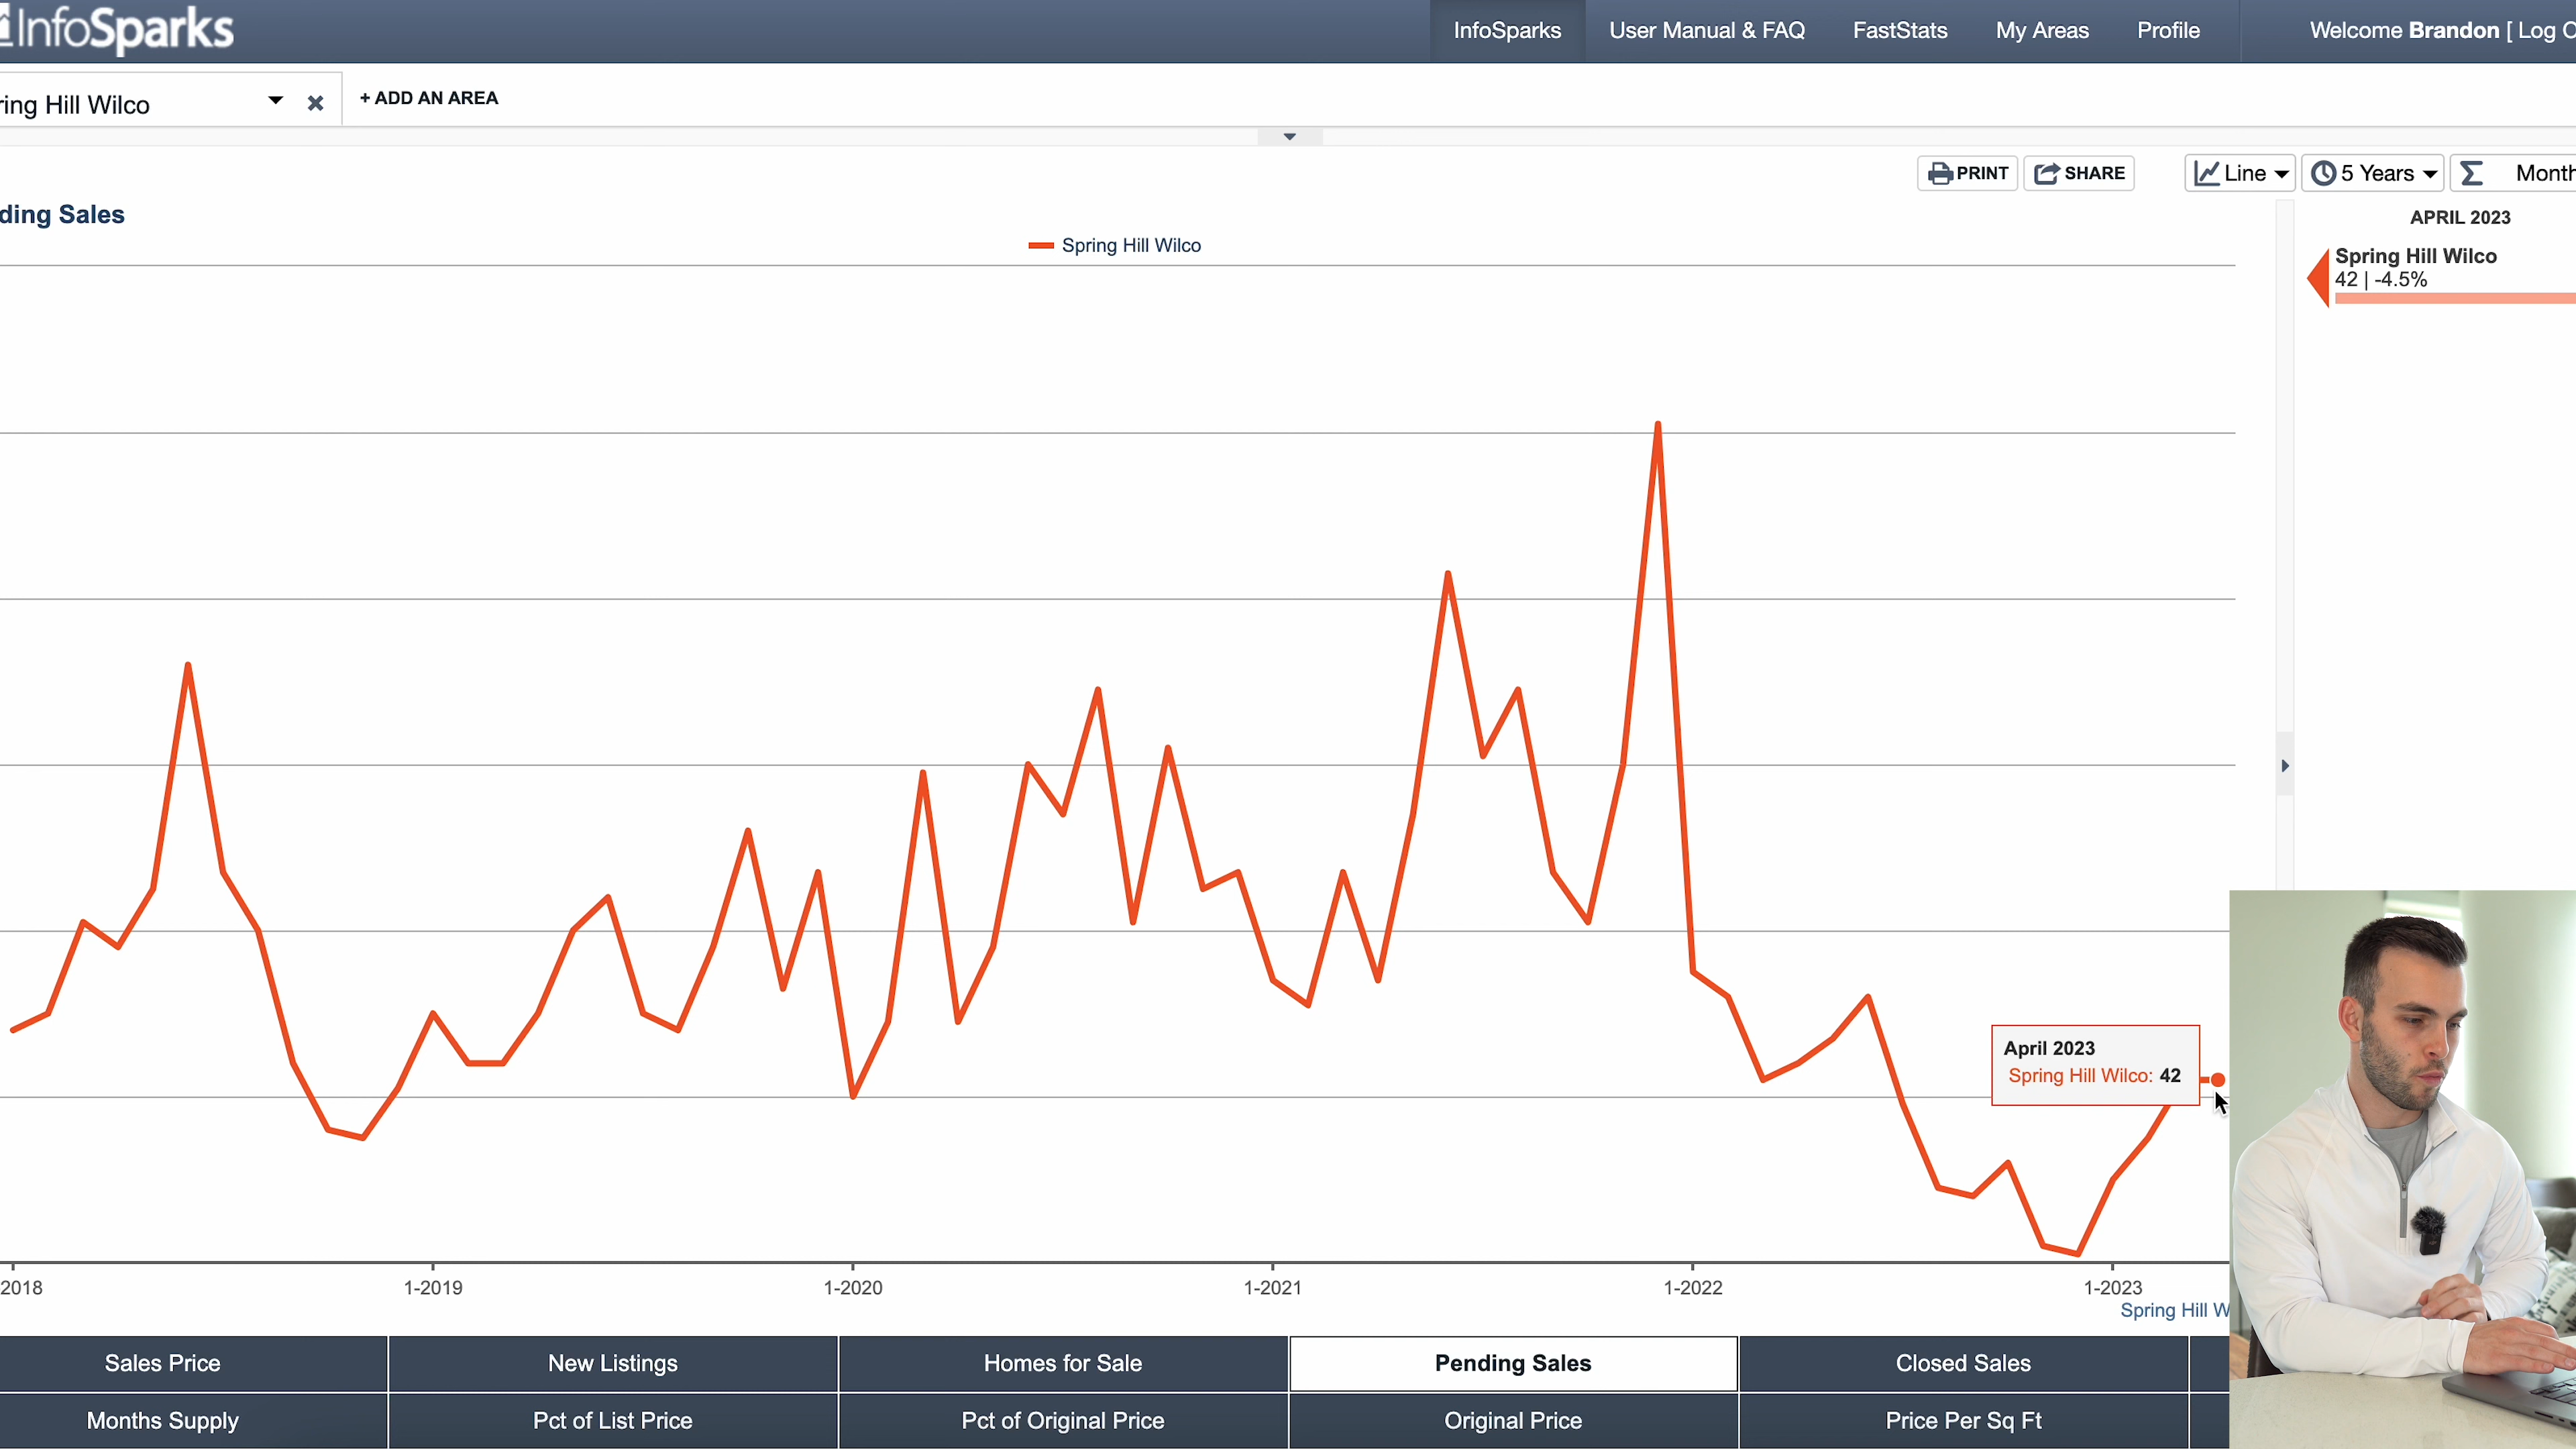 InfoSparks
InfoSparks User Manual & FAQ FastStats My Areas Profile Welcome Brandon [ Log
Hill Wilco
+ ADD AN AREA
PRINT SHARE Line 5 Years
Sales
APRIL 2023
Spring Hill Wilco
Spring Hill Wilco
42 | -4.5%
April 2023
Spring Hill Wilco: 42
2018 1-2019 1-2020 1-2021 1-2022 1-2023
Spring Hill
Sales Price New Listings Homes for Sale Pending Sales Closed Sales
Months Supply Pct of List Price Pct of Original Price Original Price Price Per Sq Ft